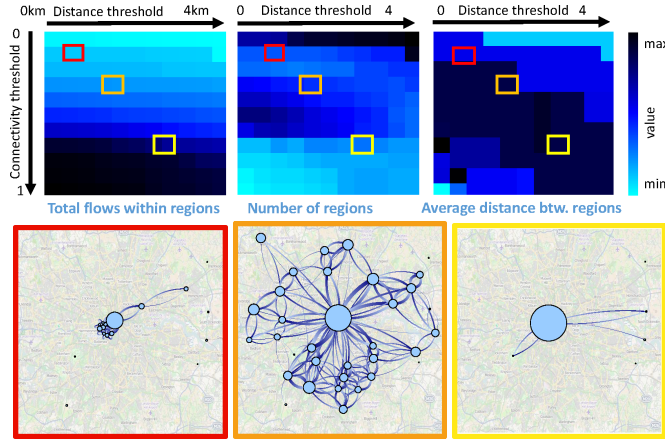 0km Distance threshold 4km
0 Distance threshold 4
0 Distance threshold 4
0
Connectivity threshold
1
max
value
min
Total flows within regions
Number of regions
Average distance btw. regions